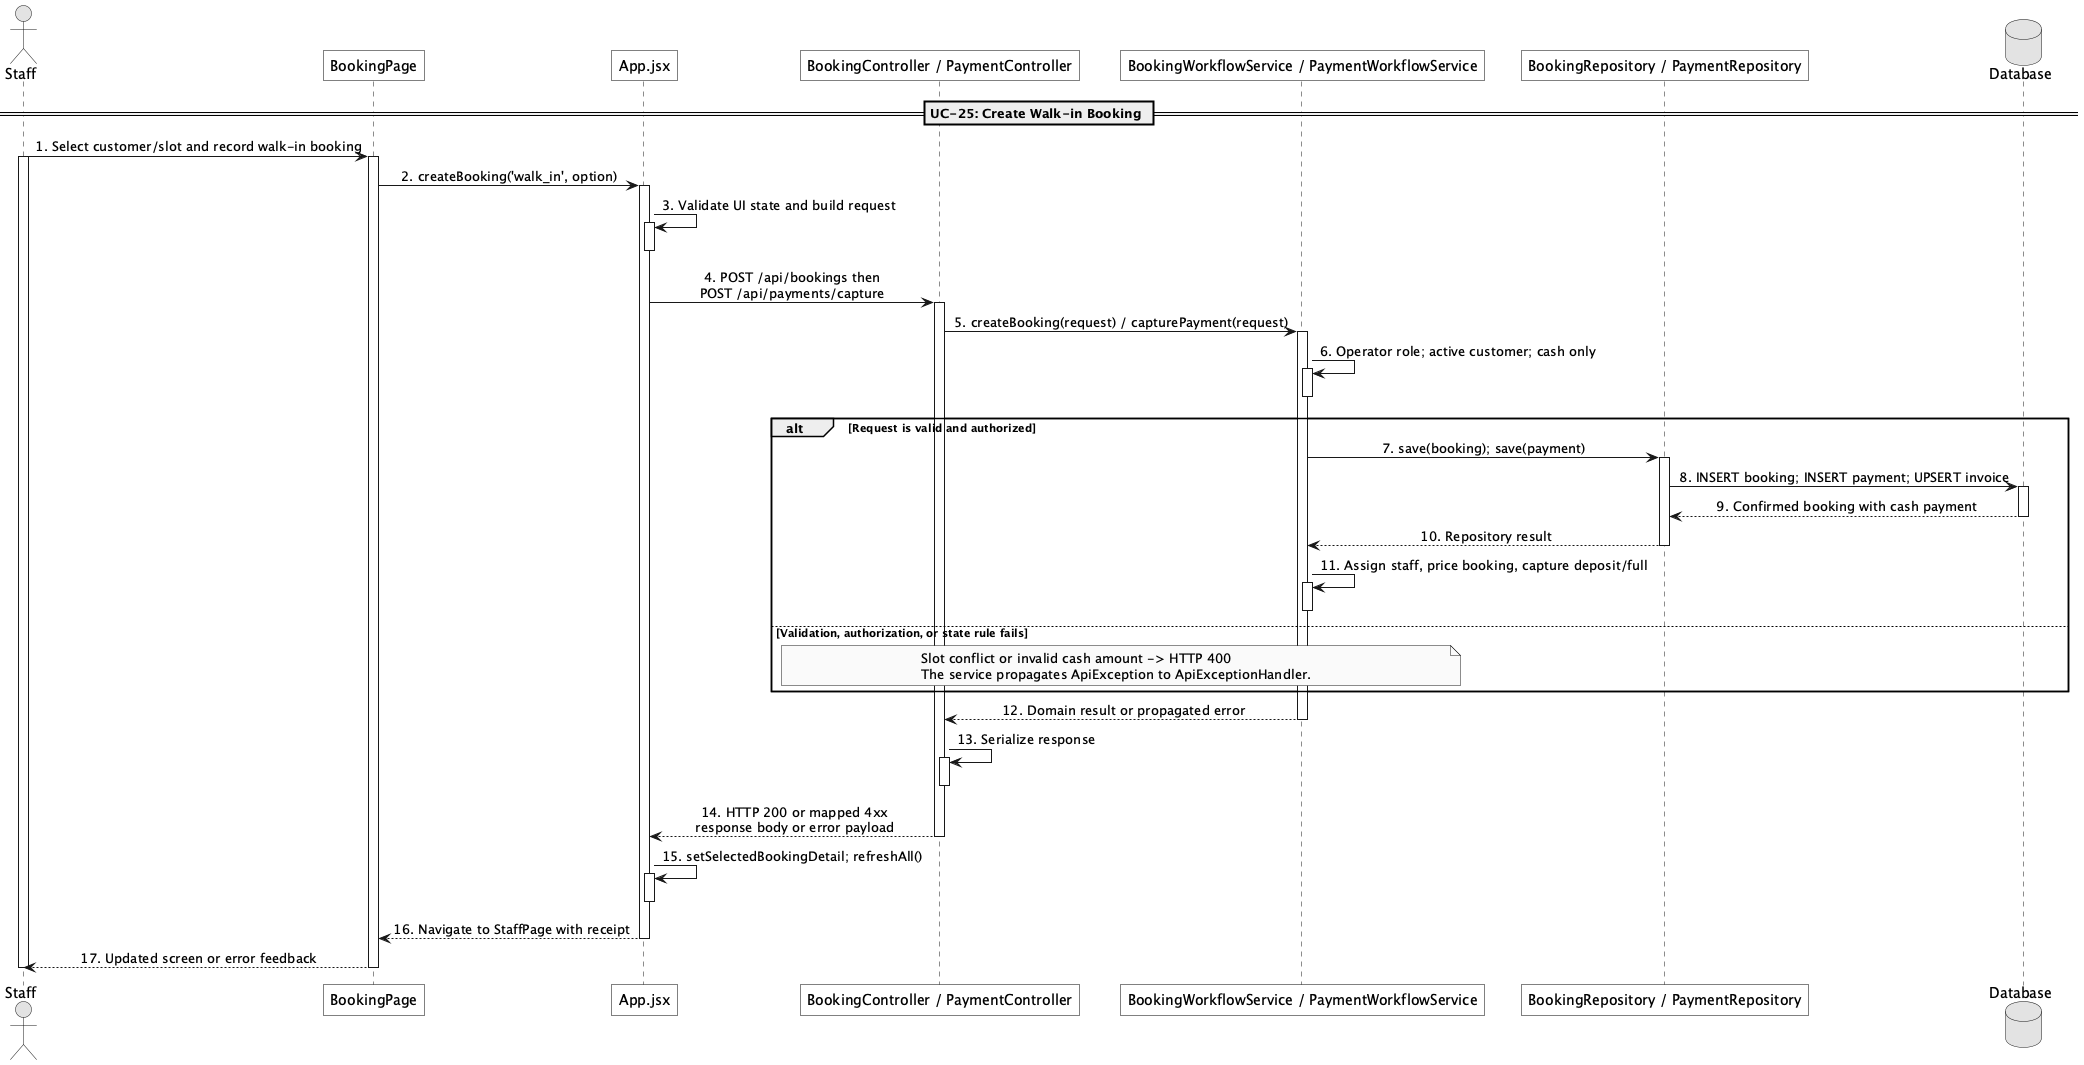 Staff
BookingPage
App.jsx
BookingController / PaymentController
BookingWorkflowService / PaymentWorkflowService
BookingRepository / PaymentRepository
Database
UC-25: Create Walk-in Booking
1. Select customer/slot and record walk-in booking
2. createBooking('walk_in', option)
3. Validate UI state and build request
4. POST /api/bookings then
POST /api/payments/capture
5. createBooking(request) / capturePayment(request)
6. Operator role; active customer; cash only
alt
[Request is valid and authorized]
7. save(booking); save(payment)
8. INSERT booking; INSERT payment; UPSERT invoice
9. Confirmed booking with cash payment
10. Repository result
11. Assign staff, price booking, capture deposit/full
[Validation, authorization, or state rule fails]
Slot conflict or invalid cash amount -> HTTP 400
The service propagates ApiException to ApiExceptionHandler.
12. Domain result or propagated error
13. Serialize response
14. HTTP 200 or mapped 4xx
response body or error payload
15. setSelectedBookingDetail; refreshAll()
16. Navigate to StaffPage with receipt
17. Updated screen or error feedback
Staff
BookingPage
App.jsx
BookingController / PaymentController
BookingWorkflowService / PaymentWorkflowService
BookingRepository / PaymentRepository
Database